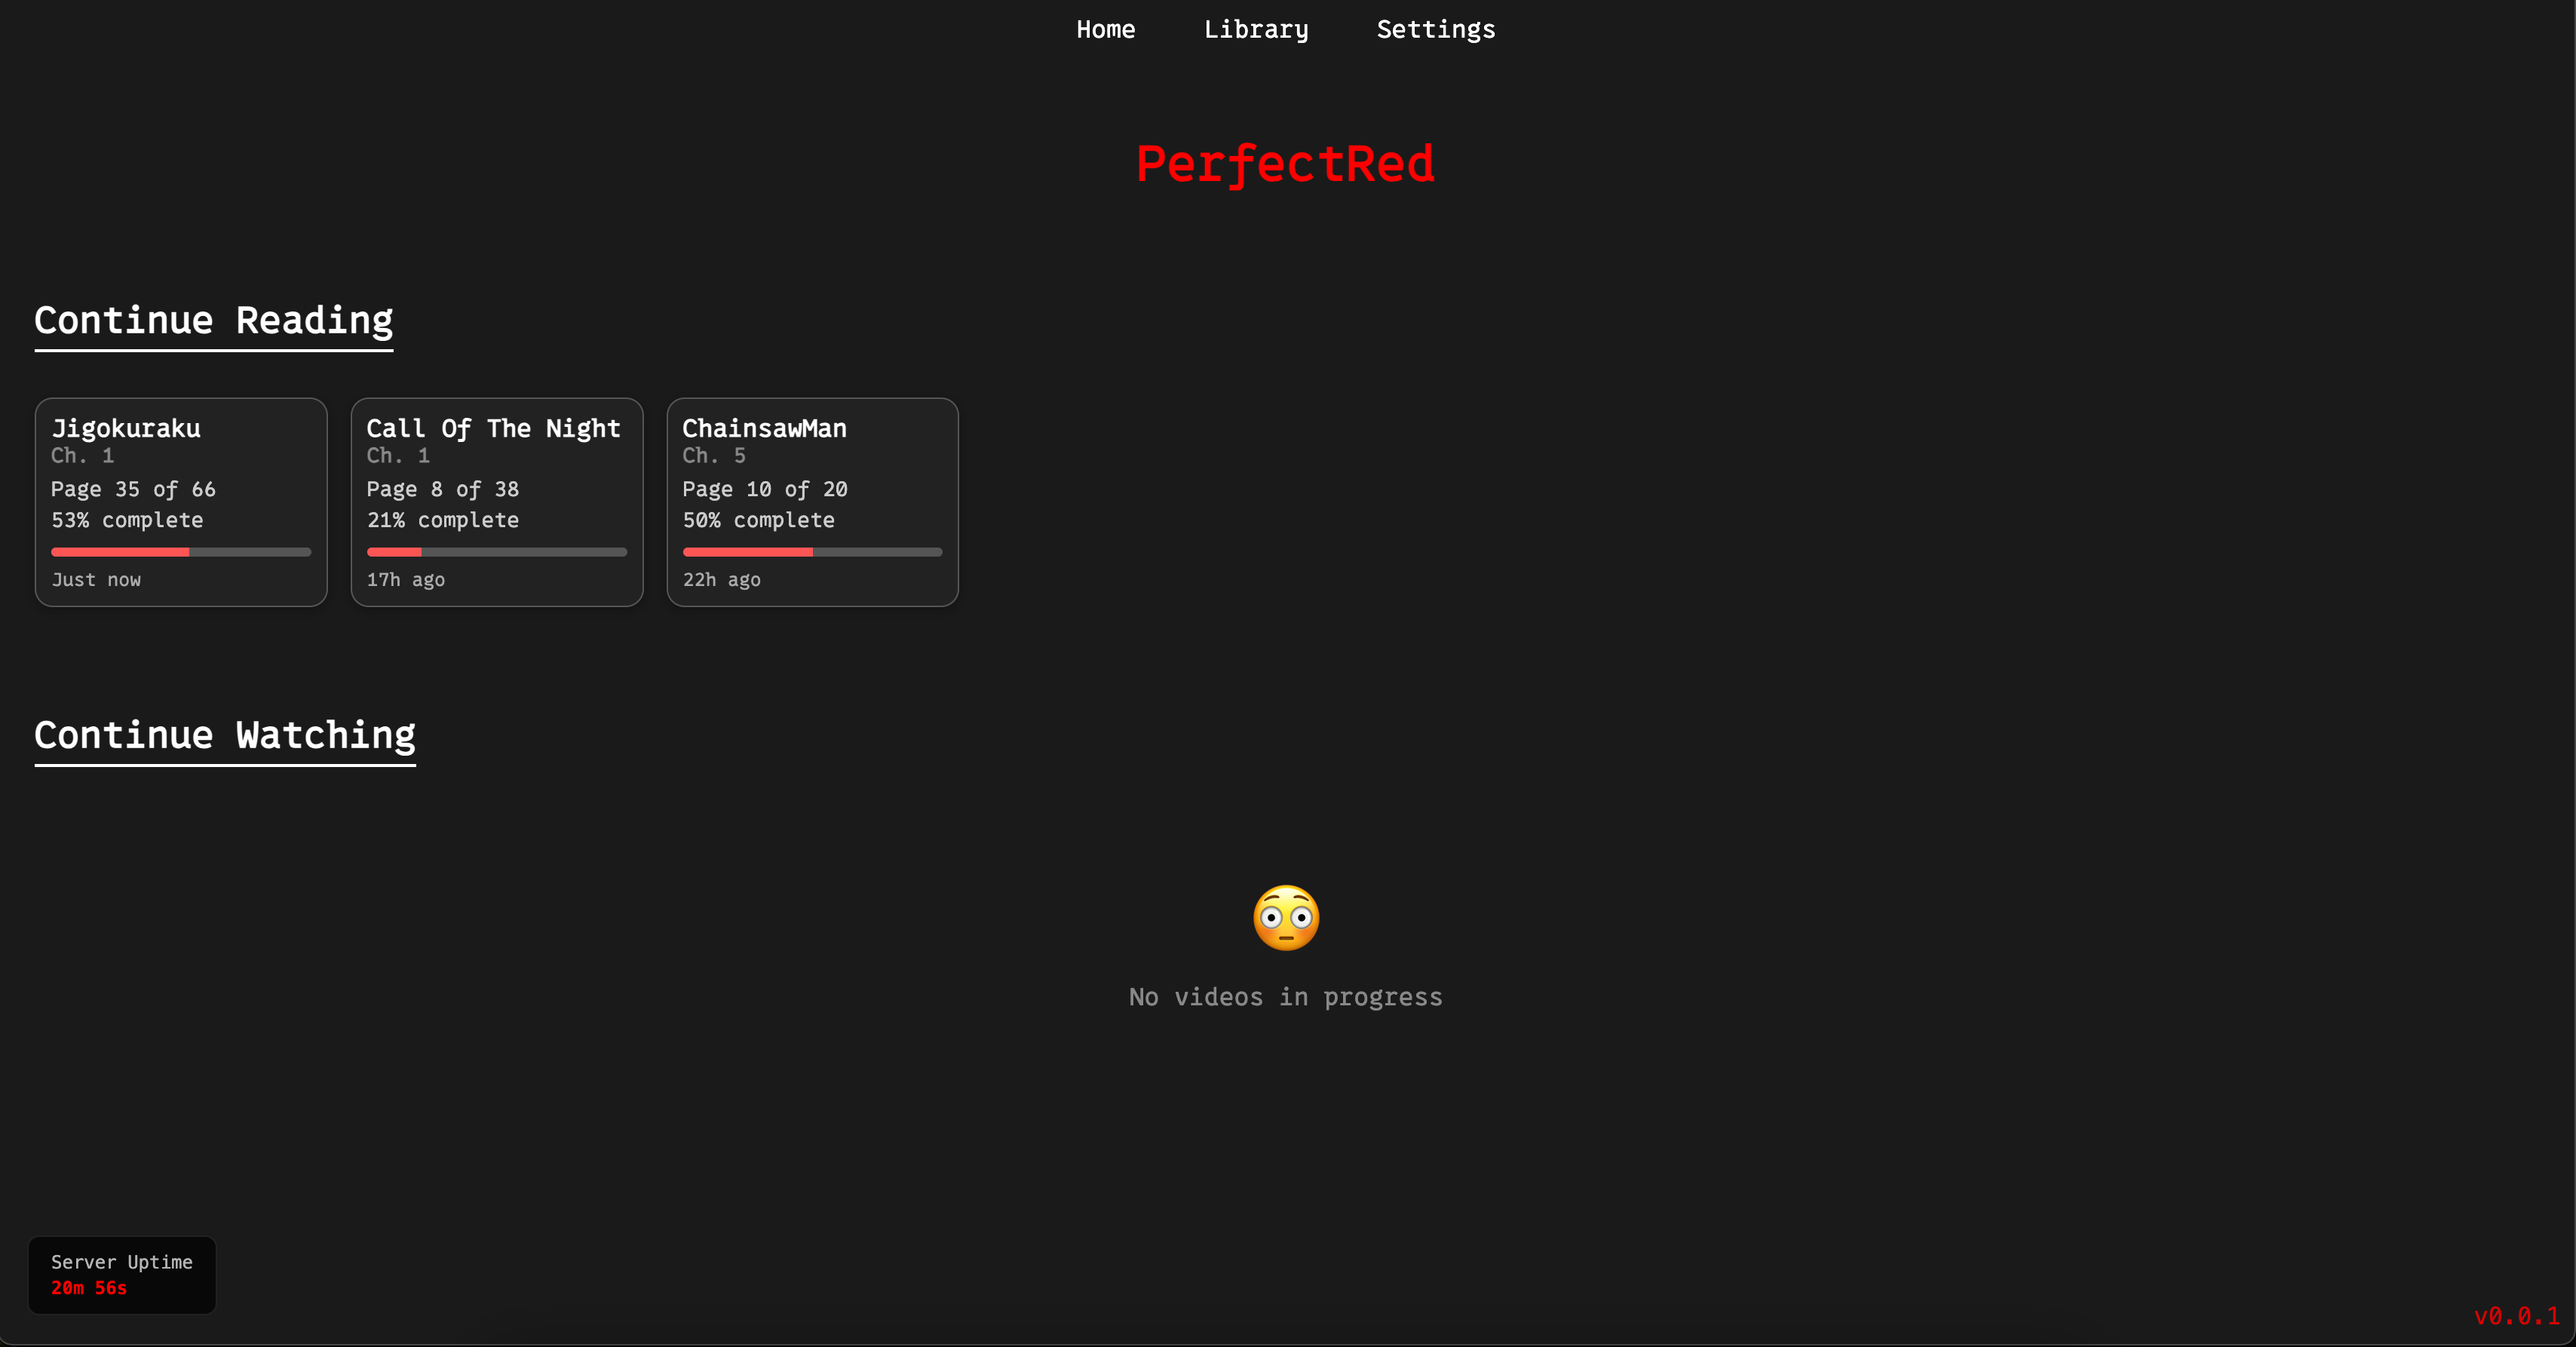 Home Library Settings
PerfectRed
Continue Reading
Jigokuraku
Ch. 1
Page 35 of 66
53% complete
Just now
Call Of The Night
Ch. 1
Page 8 of 38
21% complete
17h ago
ChainsawMan
Ch. 5
Page 10 of 20
50% complete
22h ago
Continue Watching
No videos in progress
Server Uptime
20m 56s
v0.0.1